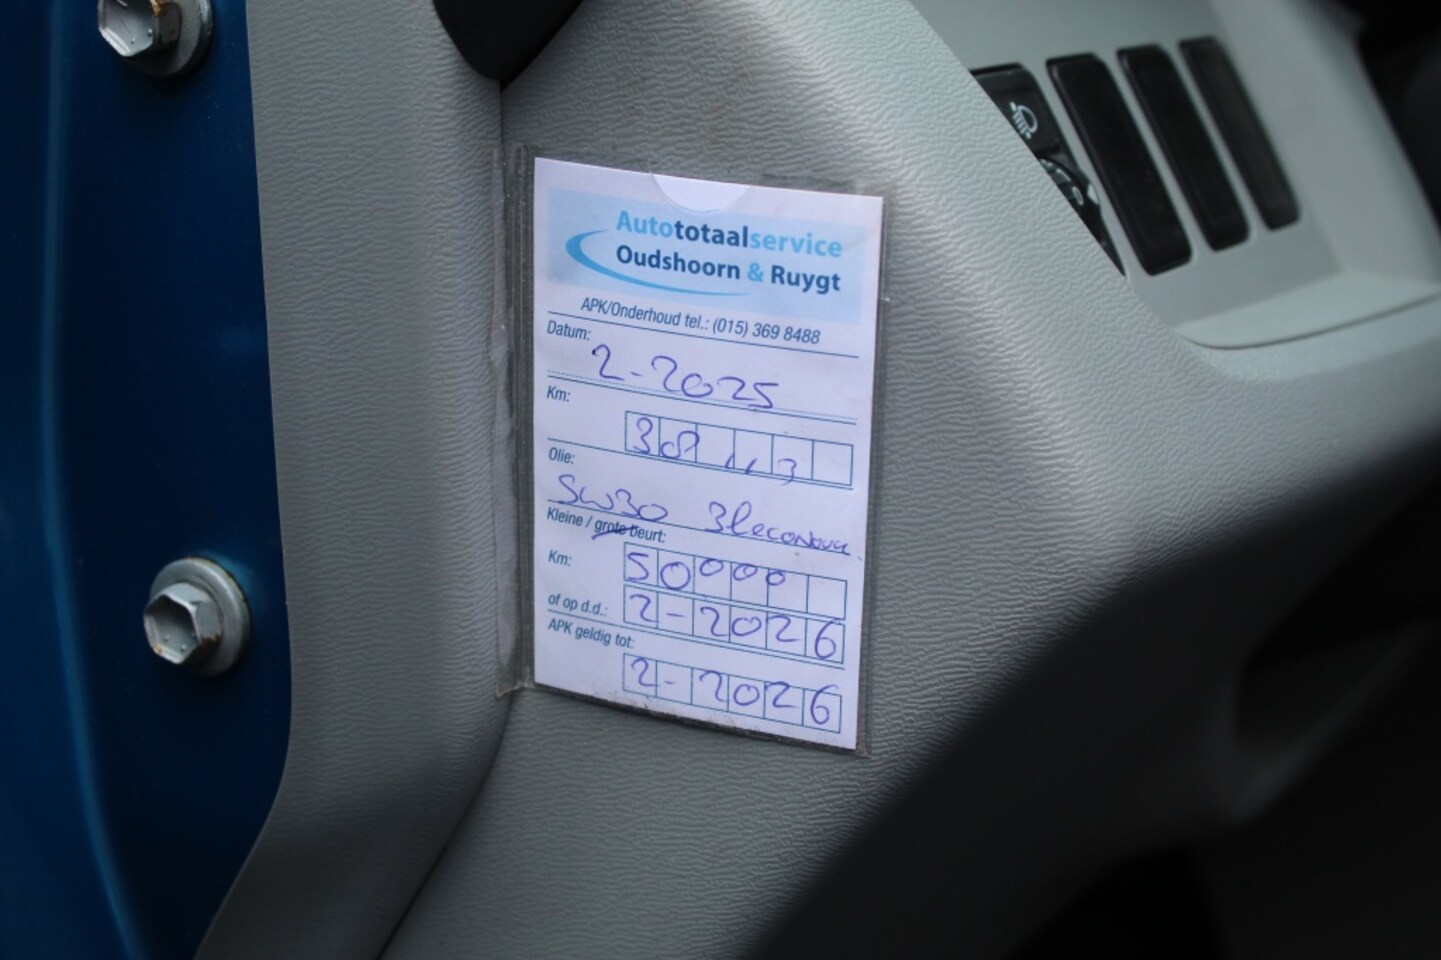 Autototaalservice
Oudshoorn & Ruygt
APK/Onderhoud tel.: (015) 369 8488
Datum:
2-2025
Km:
38113
Olie:
5W30
Kleine / grote beurt:
Km:
50000
of op d.d.:
2-2026
APK geldig tot:
2-2026